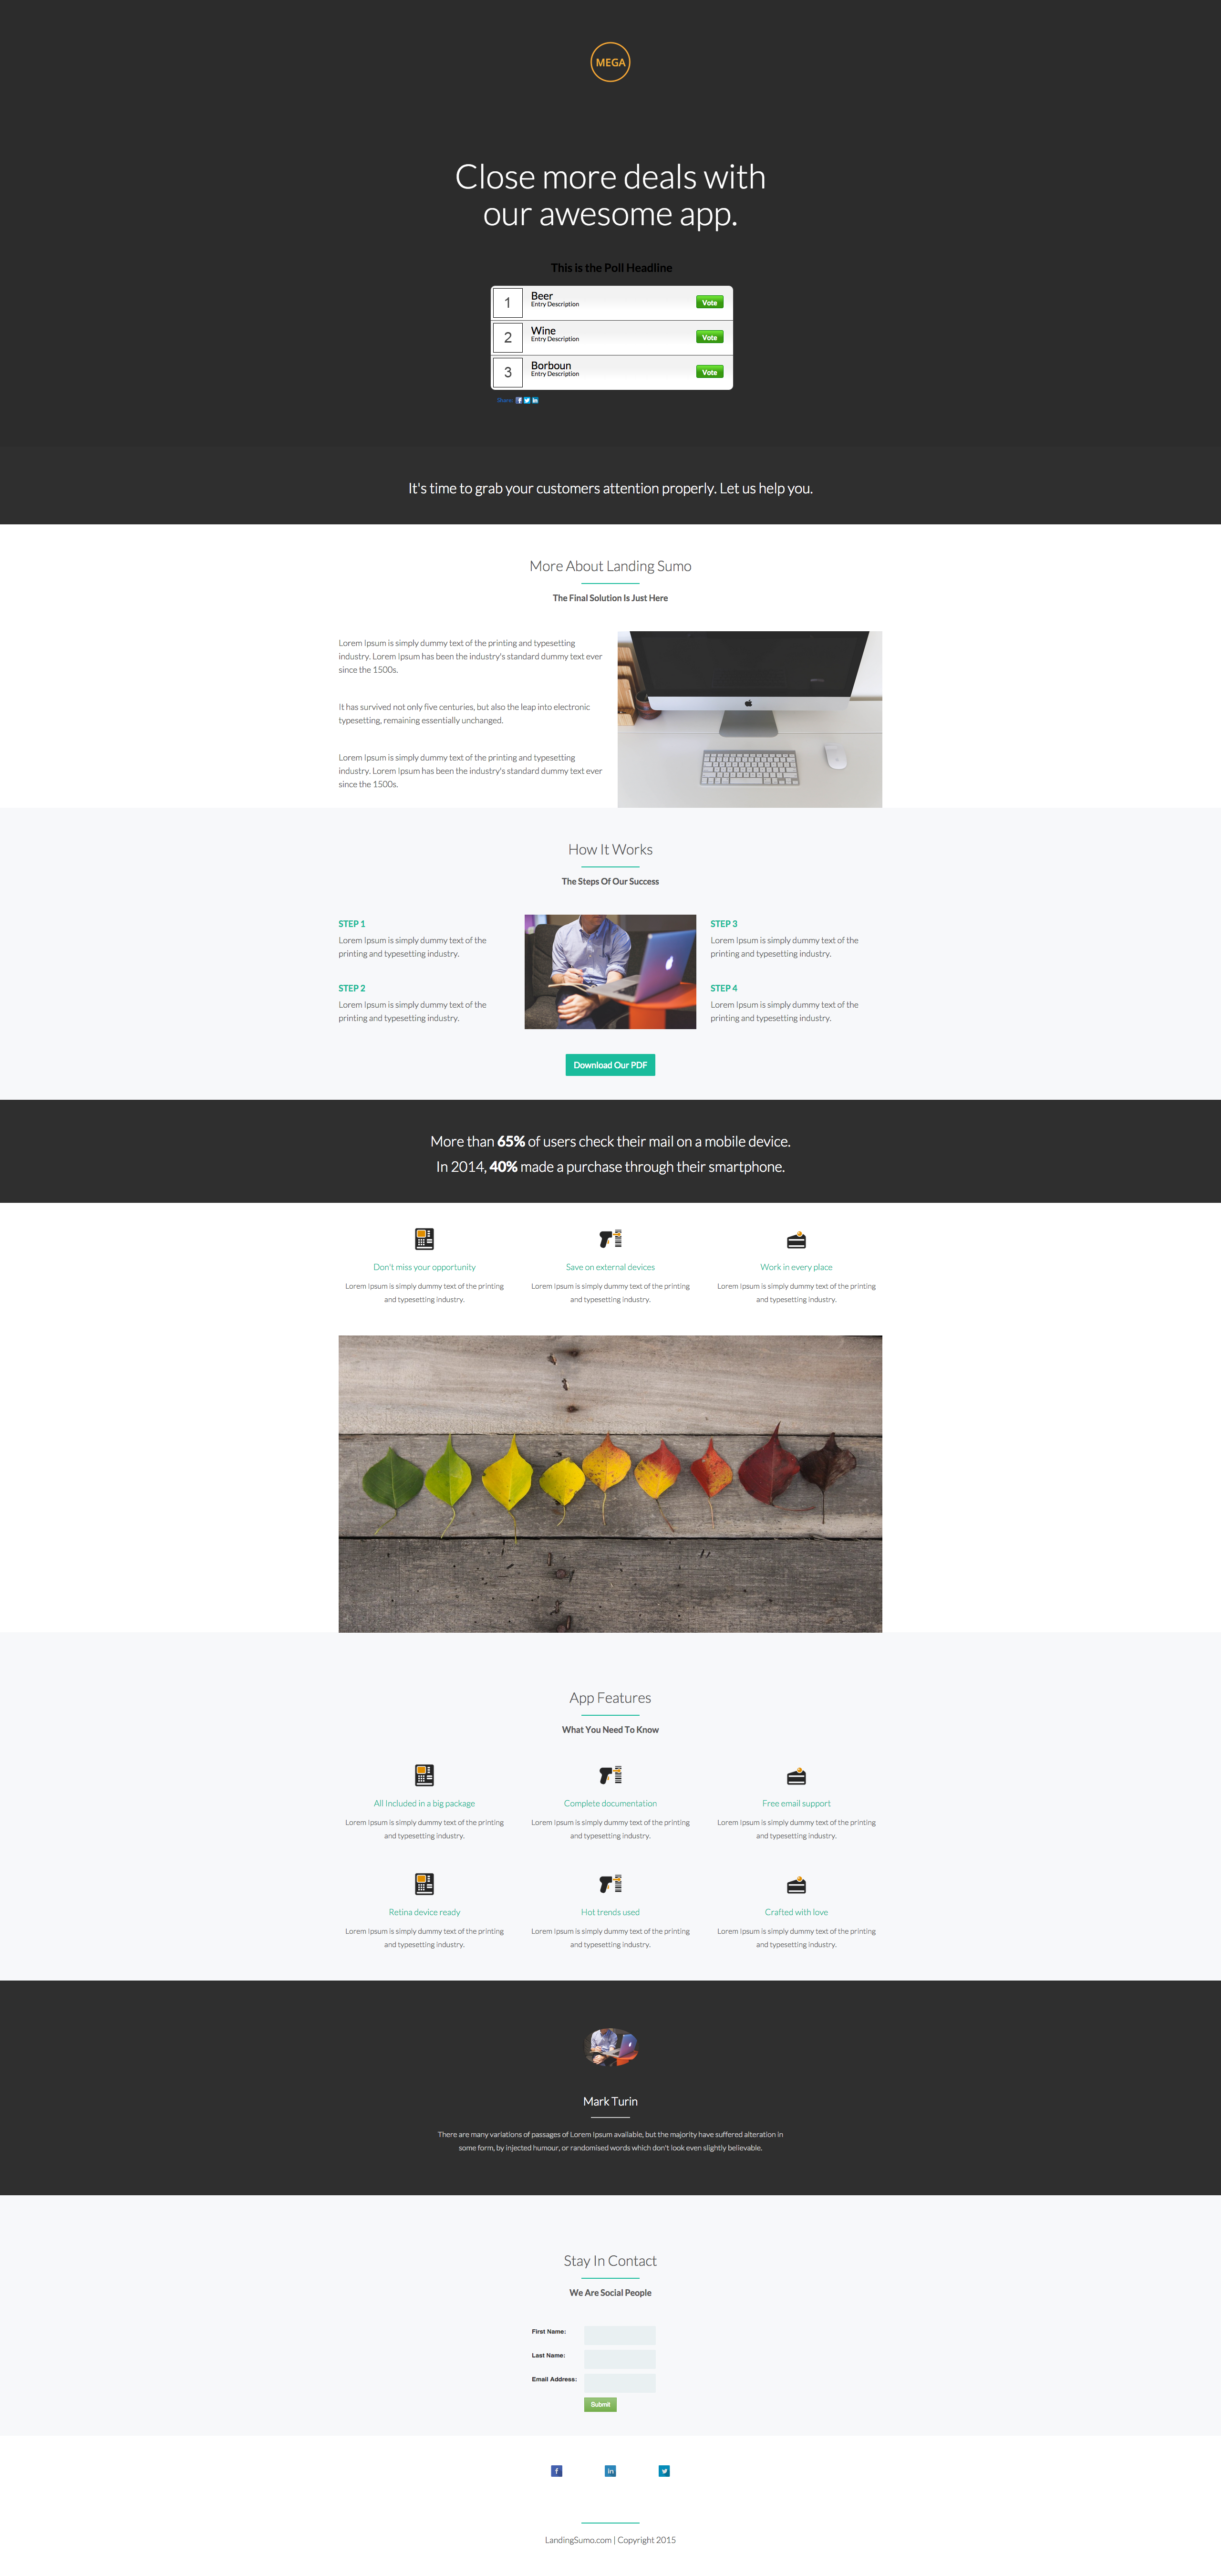 MEGA
Close more deals with
our awesome app.
This is the Poll Headline
1
Beer
Entry Description
Vote
2
Wine
Entry Description
Vote
3
Borboun
Entry Description
Vote
Share:
It's time to grab your customers attention properly. Let us help you.
More About Landing Sumo
The Final Solution Is Just Here
Lorem Ipsum is simply dummy text of the printing and typesetting
industry. Lorem Ipsum has been the industry's standard dummy text ever
since the 1500s.
It has survived not only five centuries, but also the leap into electronic
typesetting, remaining essentially unchanged.
Lorem Ipsum is simply dummy text of the printing and typesetting
industry. Lorem Ipsum has been the industry's standard dummy text ever
since the 1500s.
How It Works
The Steps Of Our Success
STEP 1
Lorem Ipsum is simply dummy text of the
printing and typesetting industry.
STEP 2
Lorem Ipsum is simply dummy text of the
printing and typesetting industry.
STEP 3
Lorem Ipsum is simply dummy text of the
printing and typesetting industry.
STEP 4
Lorem Ipsum is simply dummy text of the
printing and typesetting industry.
Download Our PDF
More than 65% of users check their mail on a mobile device.
In 2014, 40% made a purchase through their smartphone.
Don't miss your opportunity
Lorem Ipsum is simply dummy text of the printing
and typesetting industry.
Save on external devices
Lorem Ipsum is simply dummy text of the printing
and typesetting industry.
Work in every place
Lorem Ipsum is simply dummy text of the printing
and typesetting industry.
App Features
What You Need To Know
All Included in a big package
Lorem Ipsum is simply dummy text of the printing
and typesetting industry.
Complete documentation
Lorem Ipsum is simply dummy text of the printing
and typesetting industry.
Free email support
Lorem Ipsum is simply dummy text of the printing
and typesetting industry.
Retina device ready
Lorem Ipsum is simply dummy text of the printing
and typesetting industry.
Hot trends used
Lorem Ipsum is simply dummy text of the printing
and typesetting industry.
Crafted with love
Lorem Ipsum is simply dummy text of the printing
and typesetting industry.
Mark Turin
There are many variations of passages of Lorem Ipsum available, but the majority have suffered alteration in
some form, by injected humour, or randomised words which don't look even slightly believable.
Stay In Contact
We Are Social People
First Name:
Last Name:
Email Address:
Submit
LandingSumo.com | Copyright 2015